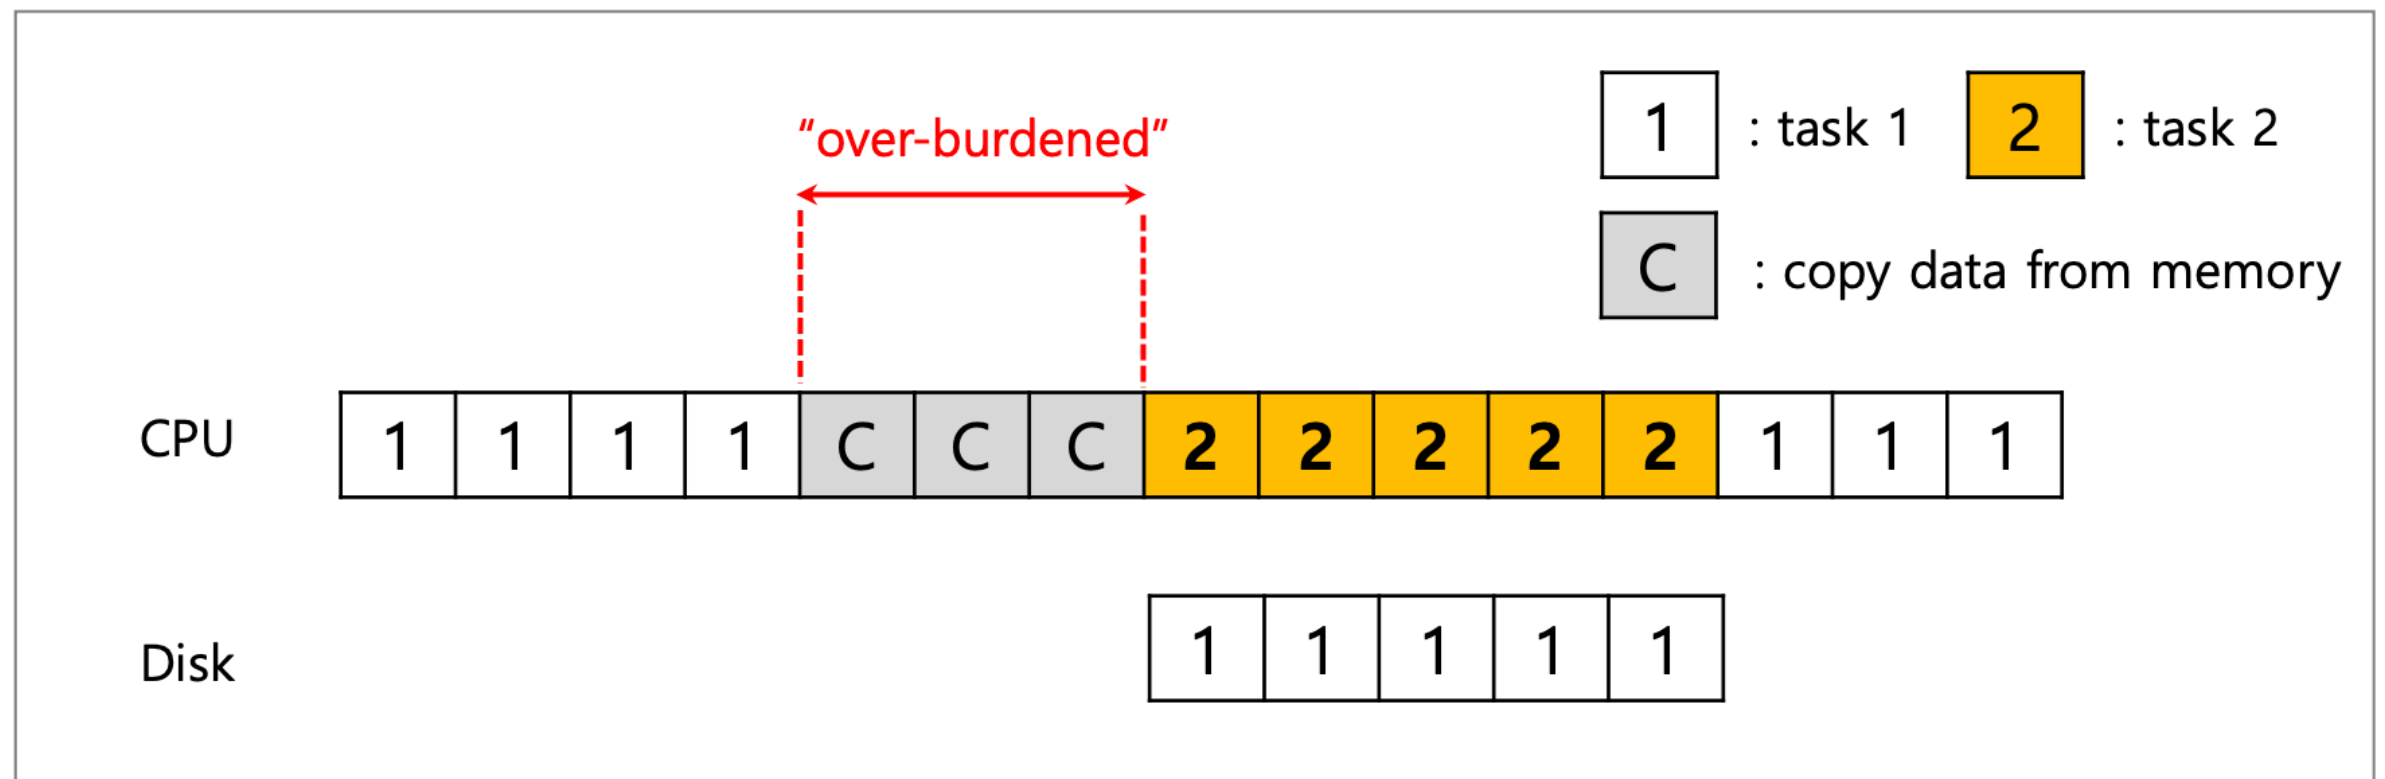 1 : task 1 2 : task 2
“over-burdened”
C : copy data from memory
CPU 1 1 1 1 C C C 2 2 2 2 2 1 1 1
Disk 1 1 1 1 1